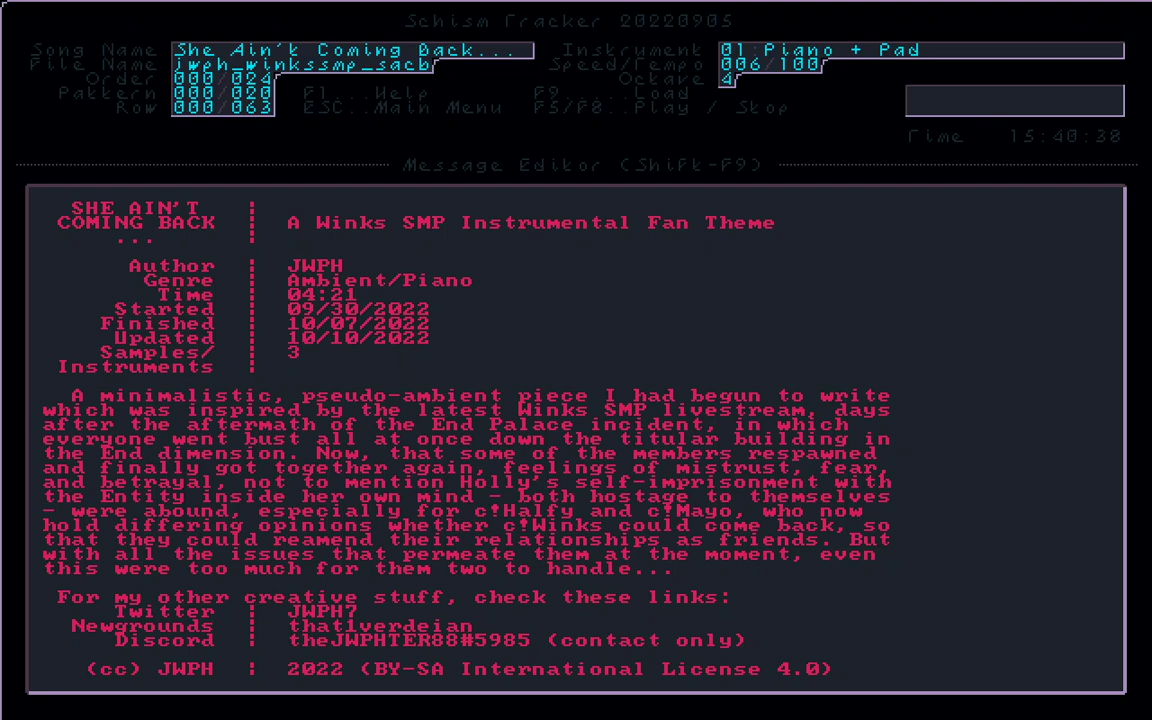 Schism Tracker 20220905
Song Name She Ain't Coming Back... Instrument 01:Piano + Pad
File Name jwph_winkssmp_sacb Speed/Tempo 006/100
Order 000/024 Octave 4
Pattern 000/020 F1...Help F9...Load
Row 000/063 ESC..Main Menu F5/F8..Play / Stop
Time 15:40:38
Message Editor (Shift-F9)
SHE AIN'T ¦
COMING BACK ¦ A Winks SMP Instrumental Fan Theme
... ¦
Author ¦ JWPH
Genre ¦ Ambient/Piano
Time ¦ 04:21
Started ¦ 09/30/2022
Finished ¦ 10/07/2022
Updated ¦ 10/10/2022
Samples/ ¦ 3
Instruments ¦
A minimalistic, pseudo-ambient piece I had begun to write
which was inspired by the latest Winks SMP livestream, days
after the aftermath of the End Palace incident, in which
everyone went bust all at once down the titular building in
the End dimension. Now, that some of the members respawned
and finally got together again, feelings of mistrust, fear,
and betrayal, not to mention Holly's self-imprisonment with
the Entity inside her own mind - both hostage to themselves
- were abound, especially for c!Halfy and c!Mayo, who now
hold differing opinions whether c!Winks could come back, so
that they could reamend their relationships as friends. But
with all the issues that permeate them at the moment, even
this were too much for them two to handle...
For my other creative stuff, check these links:
Twitter ¦ JWPH7
Newgrounds ¦ that1verdeian
Discord ¦ theJWPHTER88#5985 (contact only)
(cc) JWPH ¦ 2022 (BY-SA International License 4.0)